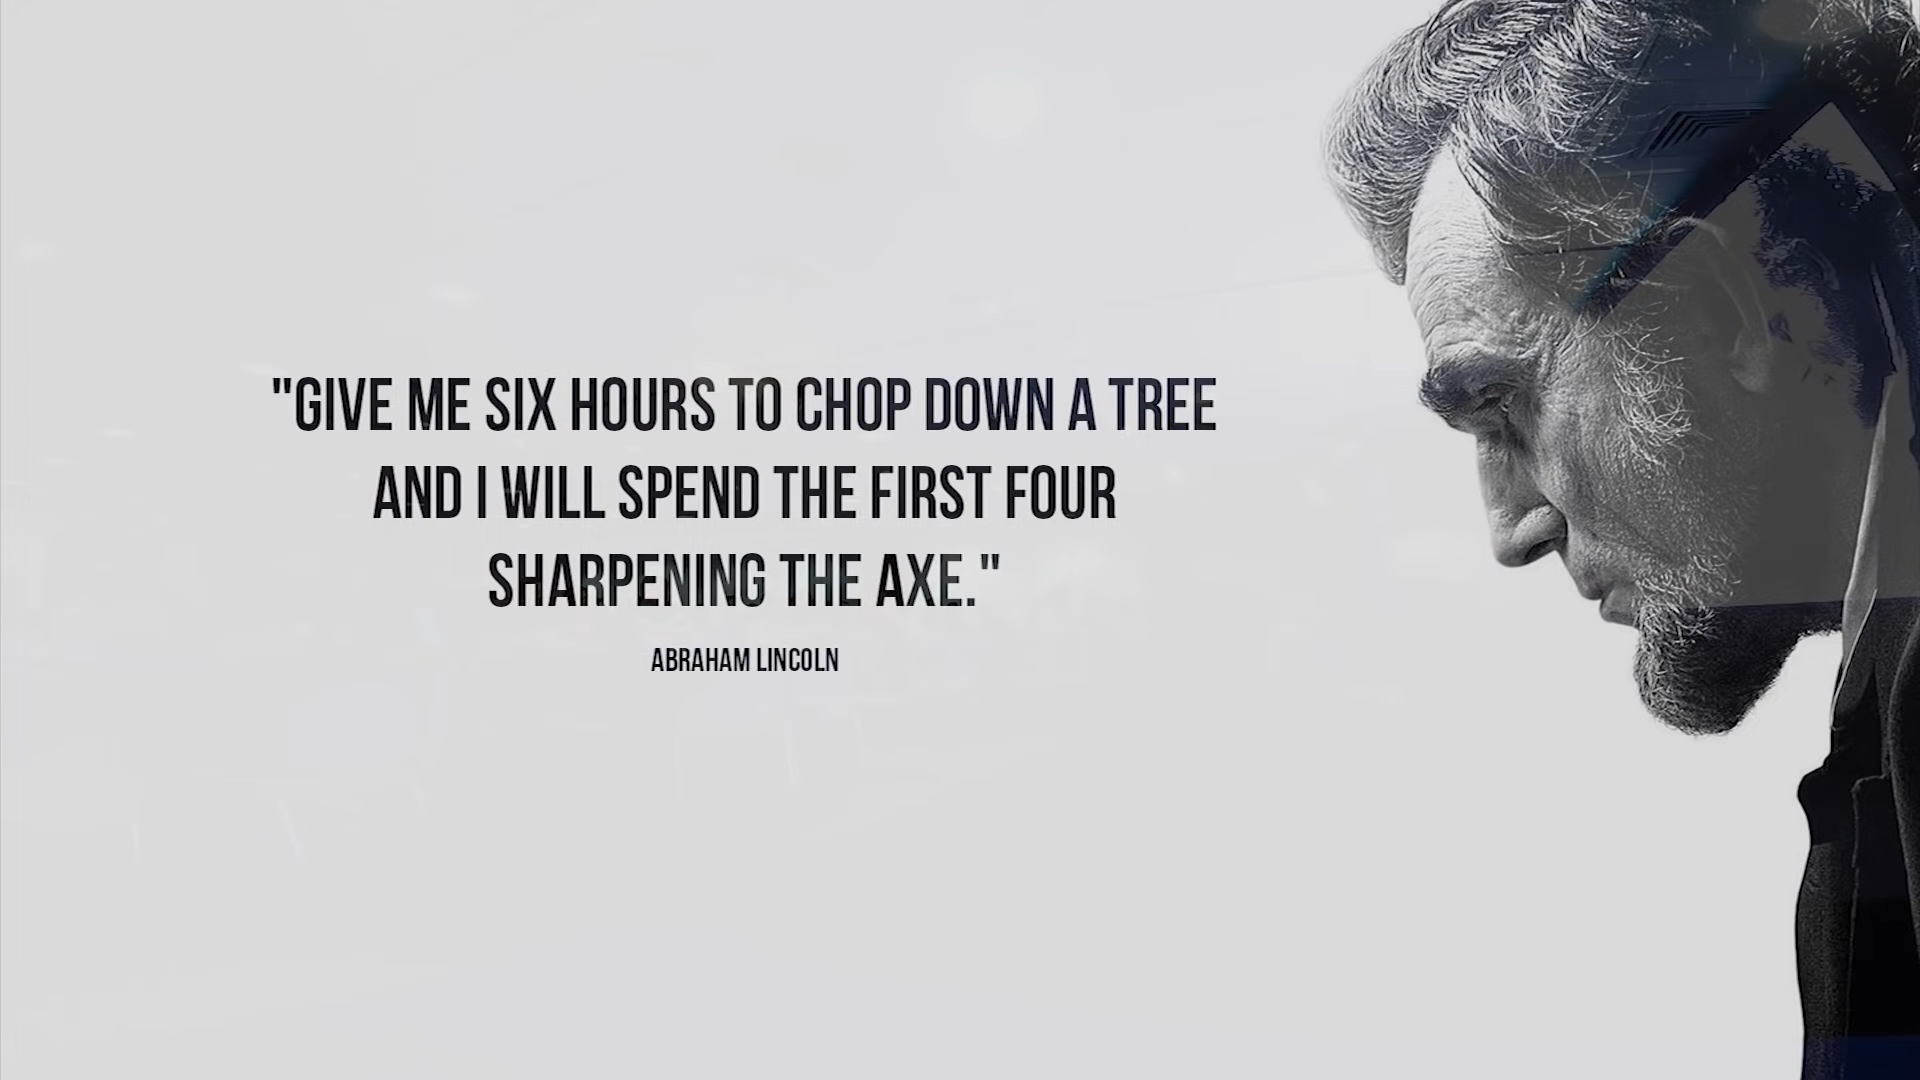 "GIVE ME SIX HOURS TO CHOP DOWN A TREE
AND I WILL SPEND THE FIRST FOUR
SHARPENING THE AXE."
ABRAHAM LINCOLN